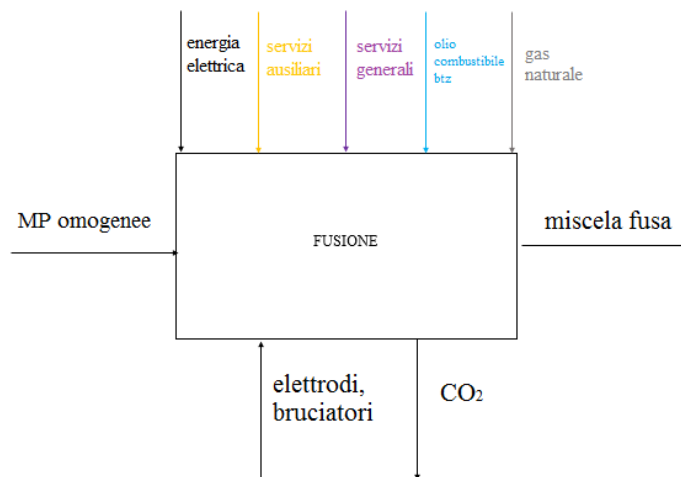 energia
elettrica
servizi
ausiliari
servizi
generali
olio
combustibile
btz
gas
naturale
MP omogenee
FUSIONE
miscela fusa
elettrodi,
bruciatori
CO₂